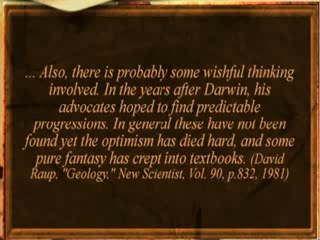 ... Also, there is probably some wishful thinking
involved. In the years after Darwin, his
advocates hoped to find predictable
progressions. In general these have not been
found yet the optimism has died hard, and some
pure fantasy has crept into textbooks. (David
Raup, "Geology," New Scientist, Vol. 90, p.832, 1981)